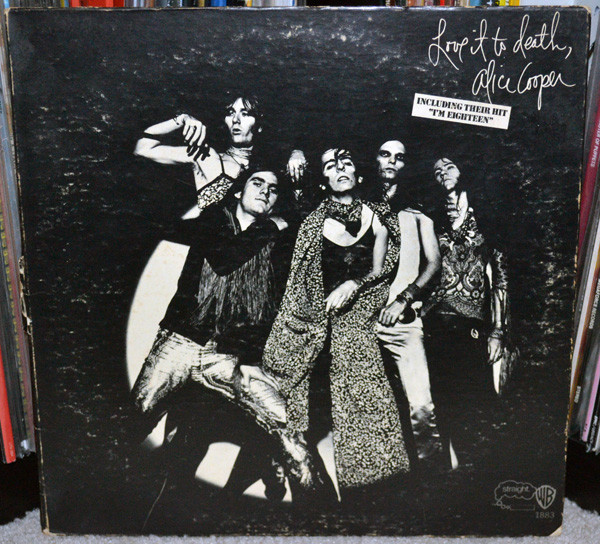 Love it to death,
Alice Cooper
INCLUDING THEIR HIT
"I'M EIGHTEEN"
straight
WB
1883